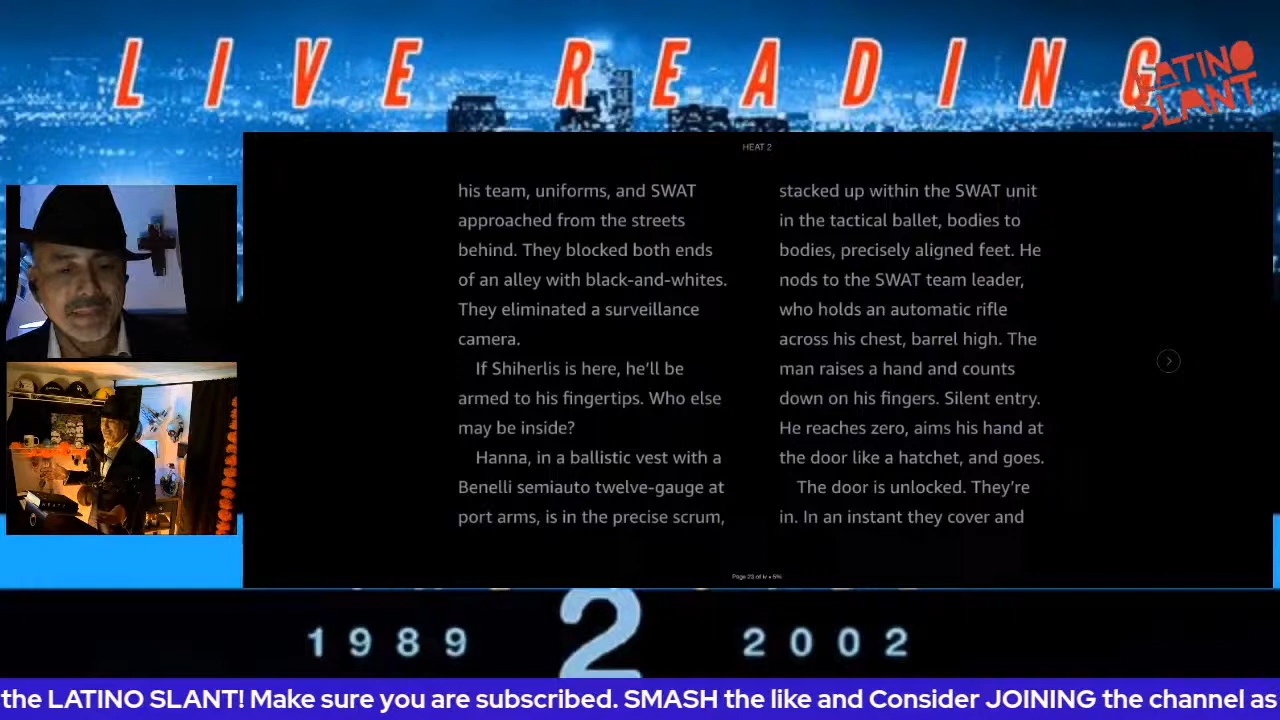 LIVE READING
LATINO
SLANT
HEAT 2
his team, uniforms, and SWAT
approached from the streets
behind. They blocked both ends
of an alley with black-and-whites.
They eliminated a surveillance
camera.
If Shiherlis is here, he'll be
armed to his fingertips. Who else
may be inside?
Hanna, in a ballistic vest with a
Benelli semiauto twelve-gauge at
port arms, is in the precise scrum,
stacked up within the SWAT unit
in the tactical ballet, bodies to
bodies, precisely aligned feet. He
nods to the SWAT team leader,
who holds an automatic rifle
across his chest, barrel high. The
man raises a hand and counts
down on his fingers. Silent entry.
He reaches zero, aims his hand at
the door like a hatchet, and goes.
The door is unlocked. They're
in. In an instant they cover and
Page 23 of iv • 5%
1989 2 2002
the LATINO SLANT! Make sure you are subscribed. SMASH the like and Consider JOINING the channel as